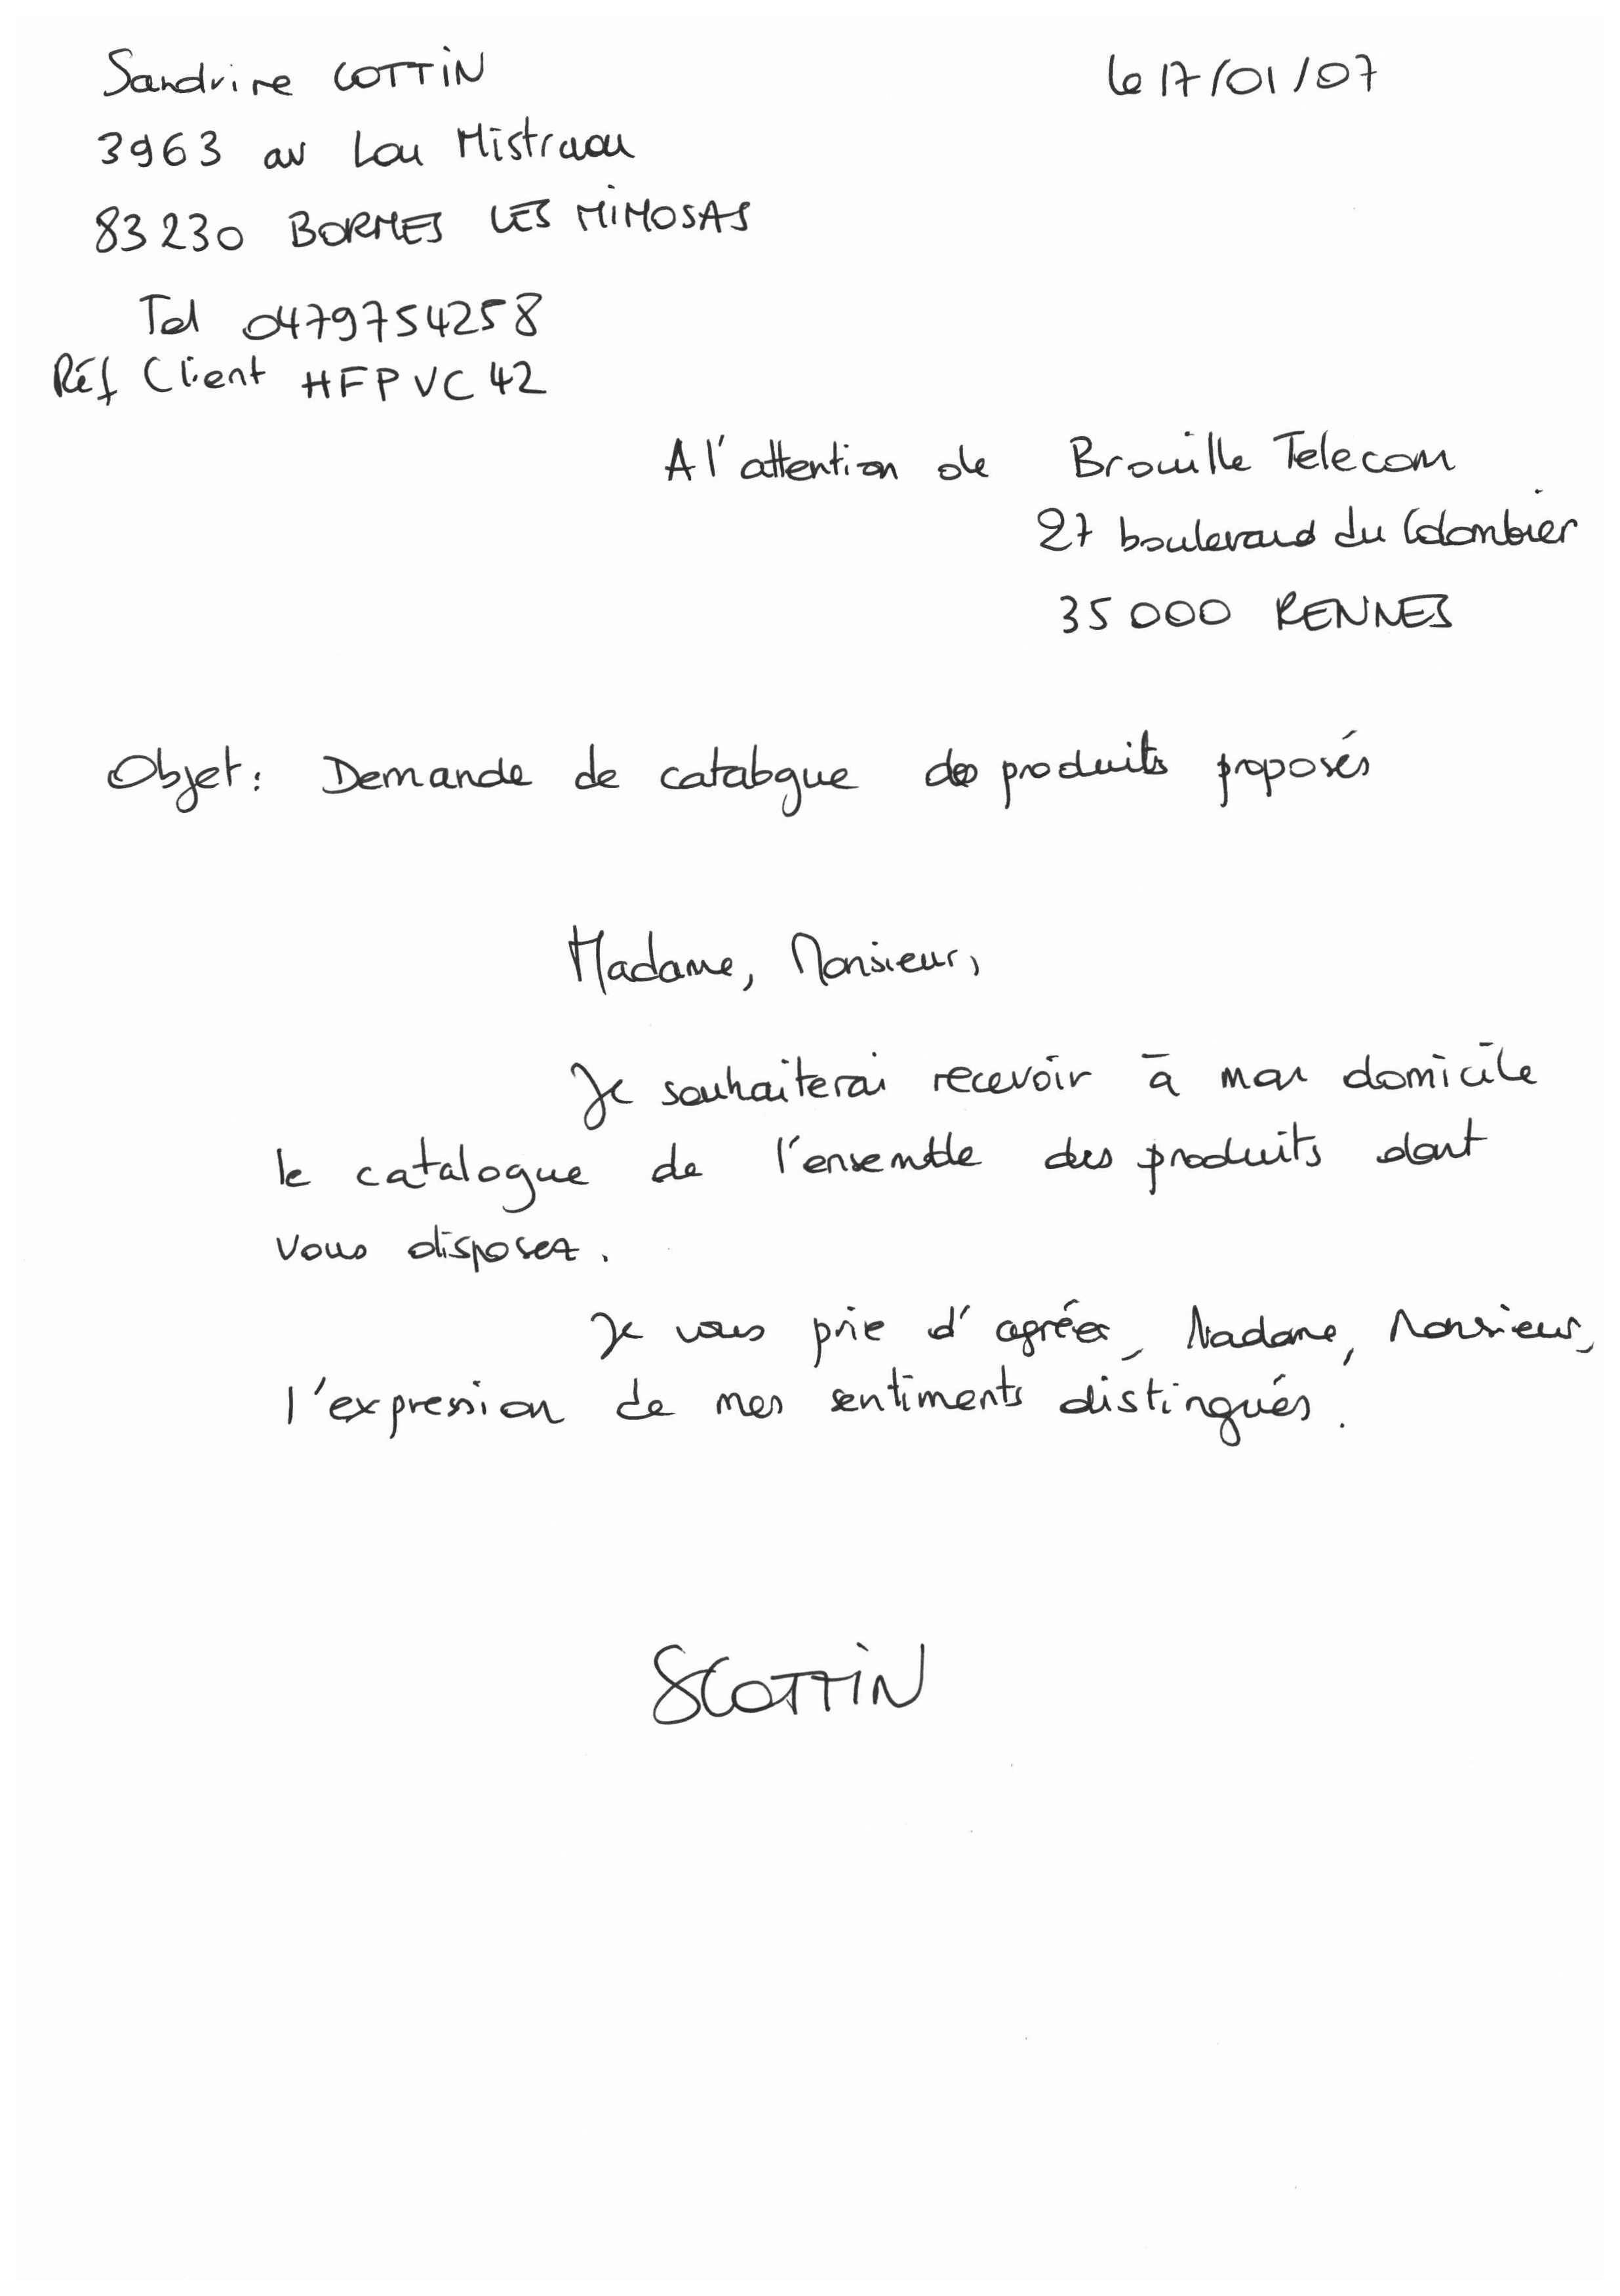 Sandrine COTTIN
le 17/01/07
3963 av Lou Mistraou
83230 BORMES LES MIMOSAS
Tel 0479754258
Réf Client HFPVC42
A l'attention de Brouille Telecom
27 boulevard du Colombier
35000 RENNES
Objet: Demande de catalogue des produits proposés
Madame, Monsieur,
Je souhaiterai recevoir à mon domicile
le catalogue de l'ensemble des produits dont
vous disposez.
Je vous prie d'agréer, Madame, Monsieur,
l'expression de mes sentiments distingués.
SCOTTIN